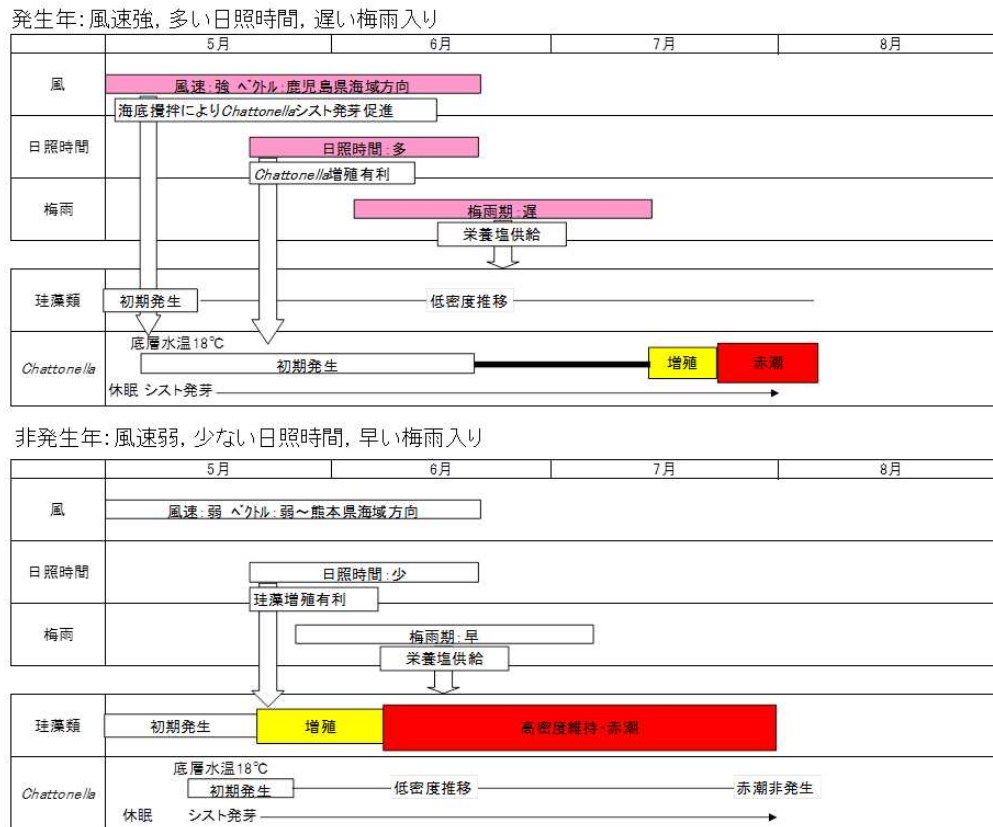 発生年：風速強，多い日照時間，遅い梅雨入り
5月 6月 7月 8月
風
風速：強 ベクトル：鹿児島県海域方向
海底攪拌によりChattonellaシスト発芽促進
日照時間
日照時間：多
Chattonella増殖有利
梅雨
梅雨期：遅
栄養塩供給
珪藻類
初期発生
低密度推移
Chattonella
底層水温18℃
初期発生
増殖
赤潮
休眠 シスト発芽
非発生年：風速弱，少ない日照時間，早い梅雨入り
5月 6月 7月 8月
風
風速：弱 ベクトル：弱～熊本県海域方向
日照時間
日照時間：少
珪藻増殖有利
梅雨
梅雨期：早
栄養塩供給
珪藻類
初期発生
増殖
高密度維持・赤潮
Chattonella
底層水温18℃
初期発生
低密度推移
赤潮非発生
休眠 シスト発芽